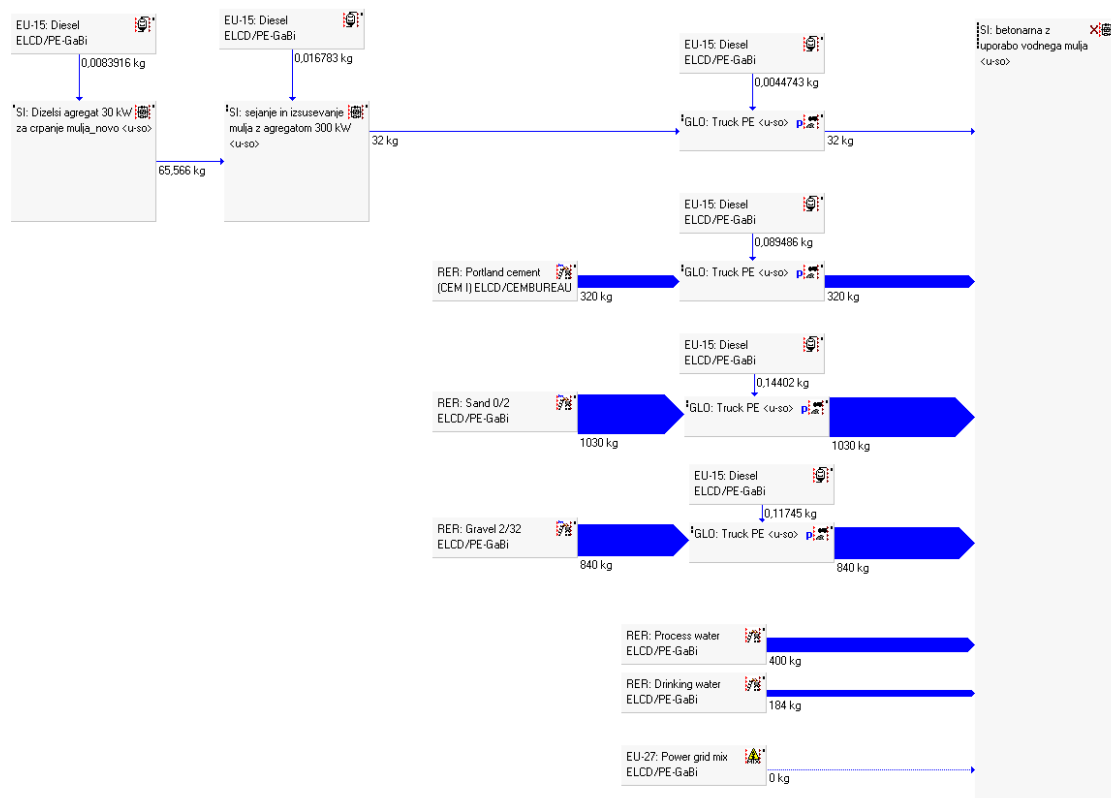 EU-15: Diesel
ELCD/PE-GaBi
0,0083916 kg
SI: Dizelsi agregat 30 kW
za crpanje mulja_novo <u-so>
65,566 kg
EU-15: Diesel
ELCD/PE-GaBi
0,016783 kg
SI: sejanje in izsusevanje
mulja z agregatom 300 kW
<u-so>
32 kg
EU-15: Diesel
ELCD/PE-GaBi
0,0044743 kg
GLO: Truck PE <u-so> p
32 kg
SI: betonarna z
uporabo vodnega mulja
<u-so>
EU-15: Diesel
ELCD/PE-GaBi
0,089486 kg
RER: Portland cement
(CEM I) ELCD/CEMBUREAU
320 kg
GLO: Truck PE <u-so> p
320 kg
EU-15: Diesel
ELCD/PE-GaBi
0,14402 kg
RER: Sand 0/2
ELCD/PE-GaBi
1030 kg
GLO: Truck PE <u-so> p
1030 kg
EU-15: Diesel
ELCD/PE-GaBi
0,11745 kg
RER: Gravel 2/32
ELCD/PE-GaBi
840 kg
GLO: Truck PE <u-so> p
840 kg
RER: Process water
ELCD/PE-GaBi
400 kg
RER: Drinking water
ELCD/PE-GaBi
184 kg
EU-27: Power grid mix
ELCD/PE-GaBi
0 kg